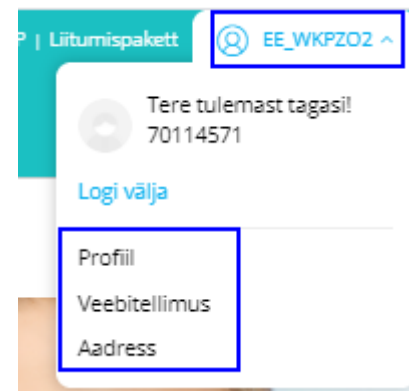 P | Liitumispakett EE_WKPZO2
Tere tulemast tagasi!
70114571
Logi välja
Profiil
Veebitellimus
Aadress